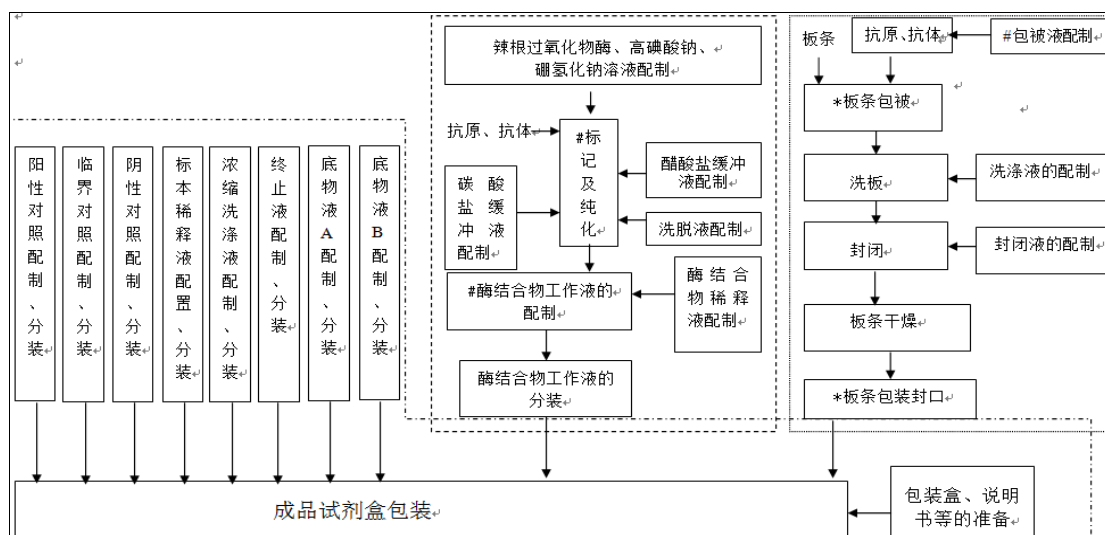 辣根过氧化物酶、高碘酸钠、
硼氢化钠溶液配制
板条
抗原、抗体
#包被液配制
*板条包被
抗原、抗体
#标记及纯化
醋酸盐缓冲
液配制
碳酸
盐缓
冲液
配制
洗脱液配制
洗板
洗涤液的配制
封闭
封闭液的配制
阳性对照配制、分装
临界对照配制、分装
阴性对照配制、分装
标本稀释液配置、分装
浓缩洗涤液配制、分装
终止液配制、分装
底物液A配制、分装
底物液B配制、分装
#酶结合物工作液的
配制
酶结合
物稀释
液配制
板条干燥
酶结合物工作液的
分装
*板条包装封口
成品试剂盒包装
包装盒、说明
书等的准备